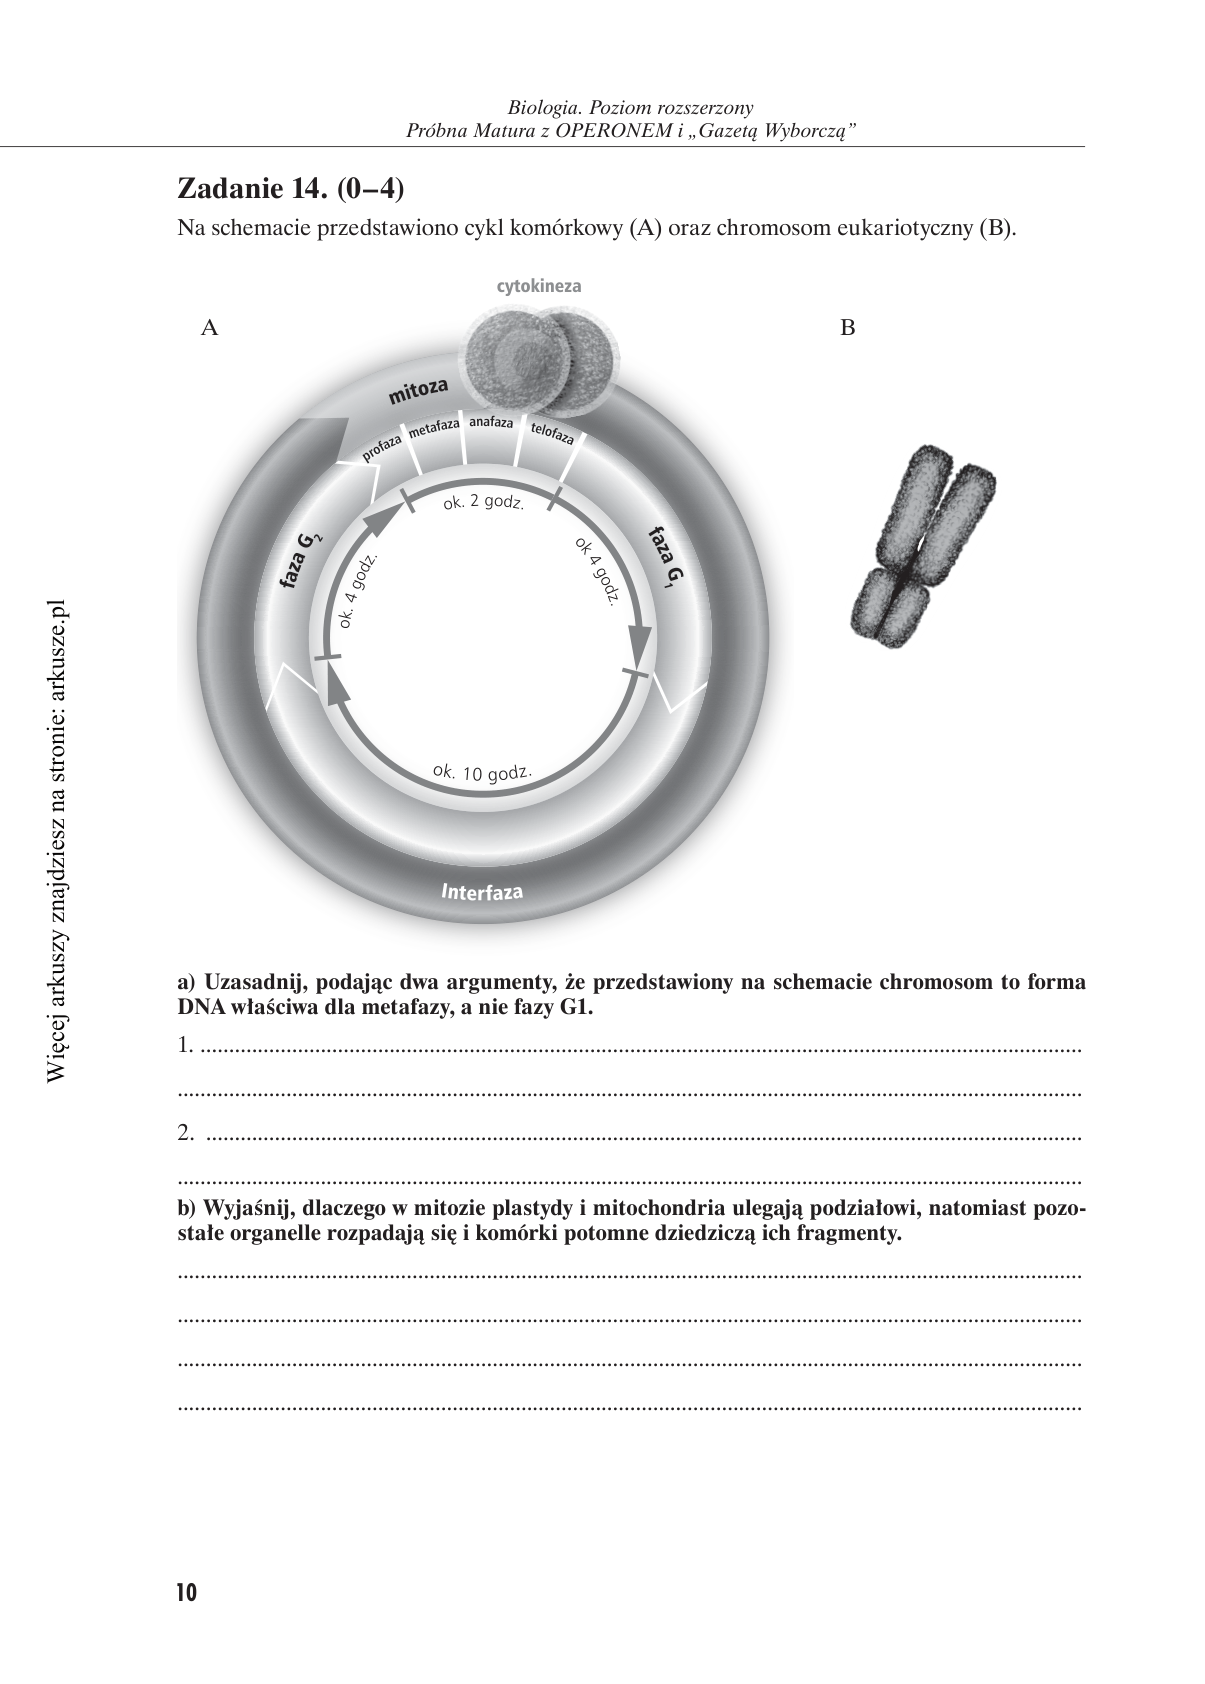 Biologia. Poziom rozszerzony
Próbna Matura z OPERONEM i „Gazetą Wyborczą”
Zadanie 14. (0–4)
Na schemacie przedstawiono cykl komórkowy (A) oraz chromosom eukariotyczny (B).
cytokineza
A
B
mitoza
profaza
metafaza
anafaza
telofaza
ok. 2 godz.
faza G2
ok. 4 godz.
ok 4 godz.
faza G1
ok. 10 godz.
Interfaza
Więcej arkuszy znajdziesz na stronie: arkusze.pl
a) Uzasadnij, podając dwa argumenty, że przedstawiony na schemacie chromosom to forma
DNA właściwa dla metafazy, a nie fazy G1.
1. ........................................................................................................................
........................................................................................................................
2. ........................................................................................................................
........................................................................................................................
b) Wyjaśnij, dlaczego w mitozie plastydy i mitochondria ulegają podziałowi, natomiast pozo-
stałe organelle rozpadają się i komórki potomne dziedziczą ich fragmenty.
........................................................................................................................
........................................................................................................................
........................................................................................................................
........................................................................................................................
10